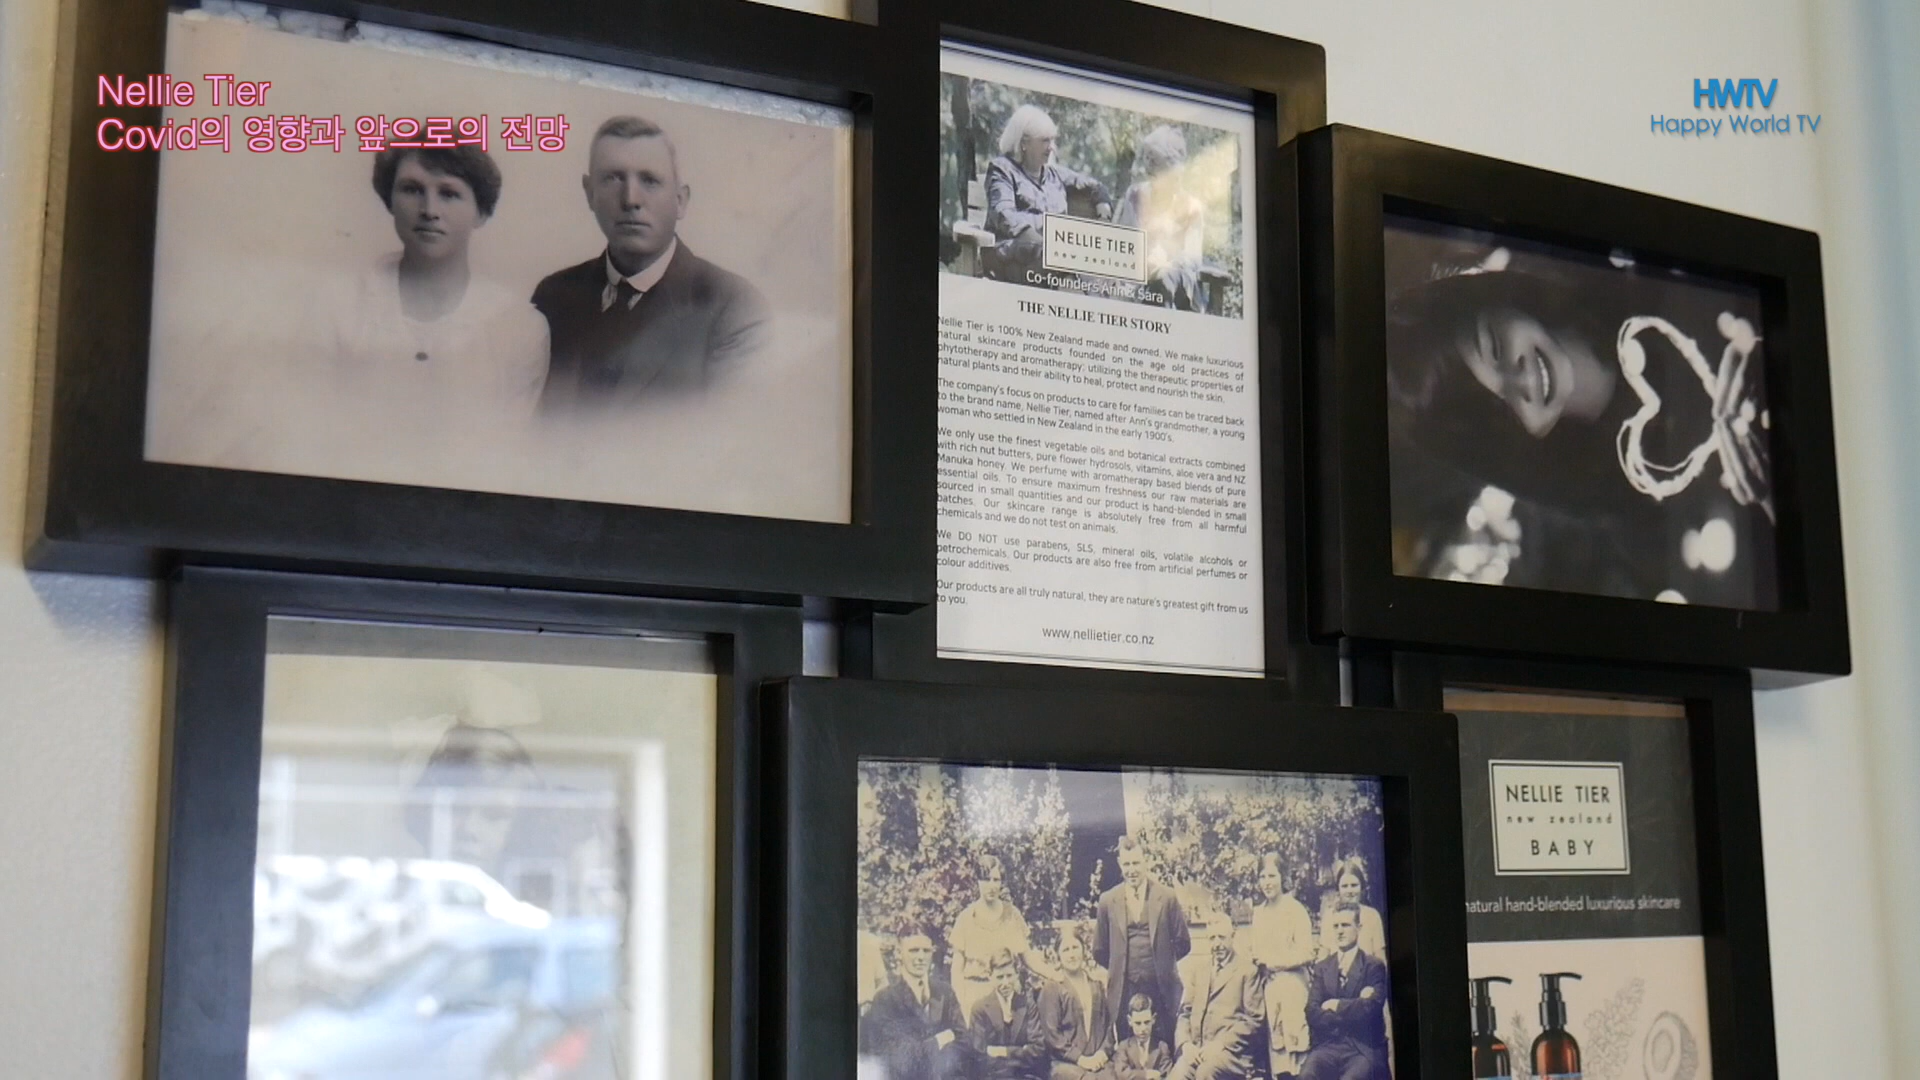 Nellie Tier
Covid의 영향과 앞으로의 전망
HWTV
Happy World TV
NELLIE TIER
new zealand
Co-founders Ann & Sara
THE NELLIE TIER STORY
Nellie Tier is 100% New Zealand made and owned. We make luxurious
natural skincare products founded on the age old practices of
phytotherapy and aromatherapy; utilizing the therapeutic properties of
natural plants and their ability to heal, protect and nourish the skin.
The company's focus on products to care for families can be traced back
to the brand name, Nellie Tier, named after Ann's grandmother, a young
woman who settled in New Zealand in the early 1900's.
We only use the finest vegetable oils and botanical extracts combined
with rich nut butters, pure flower hydrosols, vitamins, aloe vera and NZ
Manuka honey. We perfume with aromatherapy based blends of pure
essential oils. To ensure maximum freshness our raw materials are
sourced in small quantities and our product is hand-blended in small
batches. Our skincare range is absolutely free from all harmful
chemicals and we do not test on animals.
We DO NOT use parabens, SLS, mineral oils, volatile alcohols or
petrochemicals. Our products are also free from artificial perfumes or
colour additives.
Our products are all truly natural, they are nature's greatest gift from us
to you.
www.nellietier.co.nz
NELLIE TIER
new zealand
BABY
natural hand-blended luxurious skincare